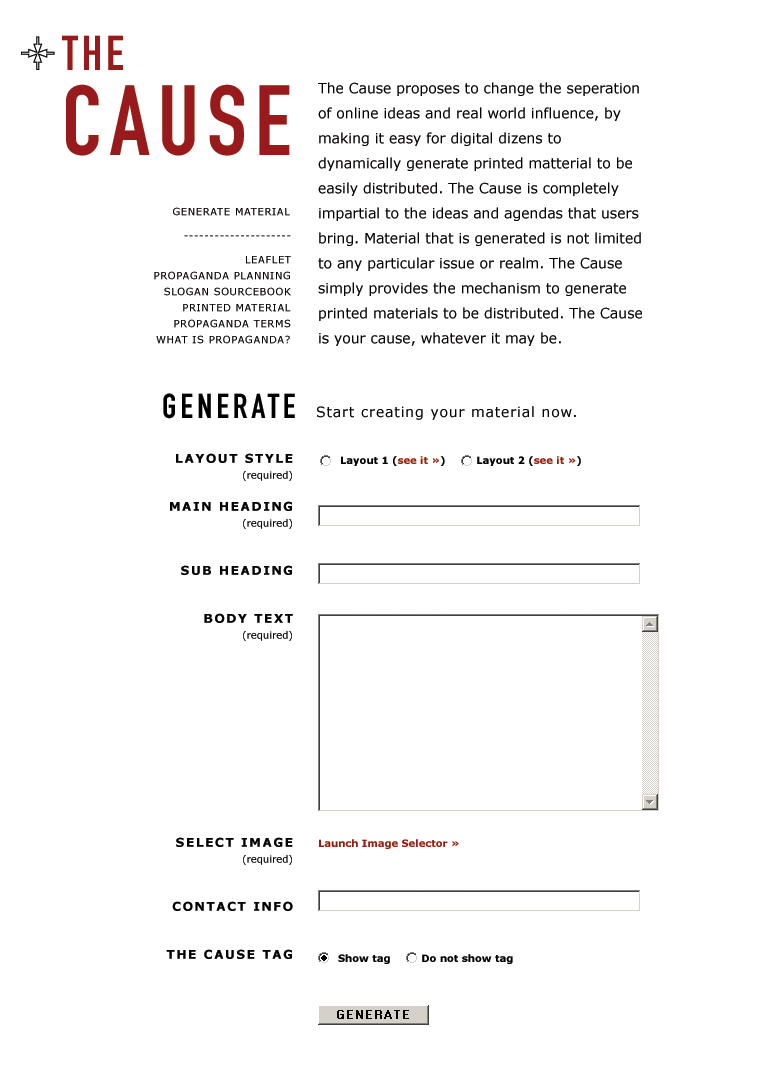 THE
CAUSE
The Cause proposes to change the seperation
of online ideas and real world influence, by
making it easy for digital dizens to
dynamically generate printed matterial to be
easily distributed. The Cause is completely
impartial to the ideas and agendas that users
bring. Material that is generated is not limited
to any particular issue or realm. The Cause
simply provides the mechanism to generate
printed materials to be distributed. The Cause
is your cause, whatever it may be.
GENERATE MATERIAL
--------------------
LEAFLET
PROPAGANDA PLANNING
SLOGAN SOURCEBOOK
PRINTED MATERIAL
PROPAGANDA TERMS
WHAT IS PROPAGANDA?
GENERATE Start creating your material now.
LAYOUT STYLE Layout 1 (see it ») Layout 2 (see it »)
(required)
MAIN HEADING
(required)
SUB HEADING
BODY TEXT
(required)
SELECT IMAGE Launch Image Selector »
(required)
CONTACT INFO
THE CAUSE TAG Show tag Do not show tag
GENERATE